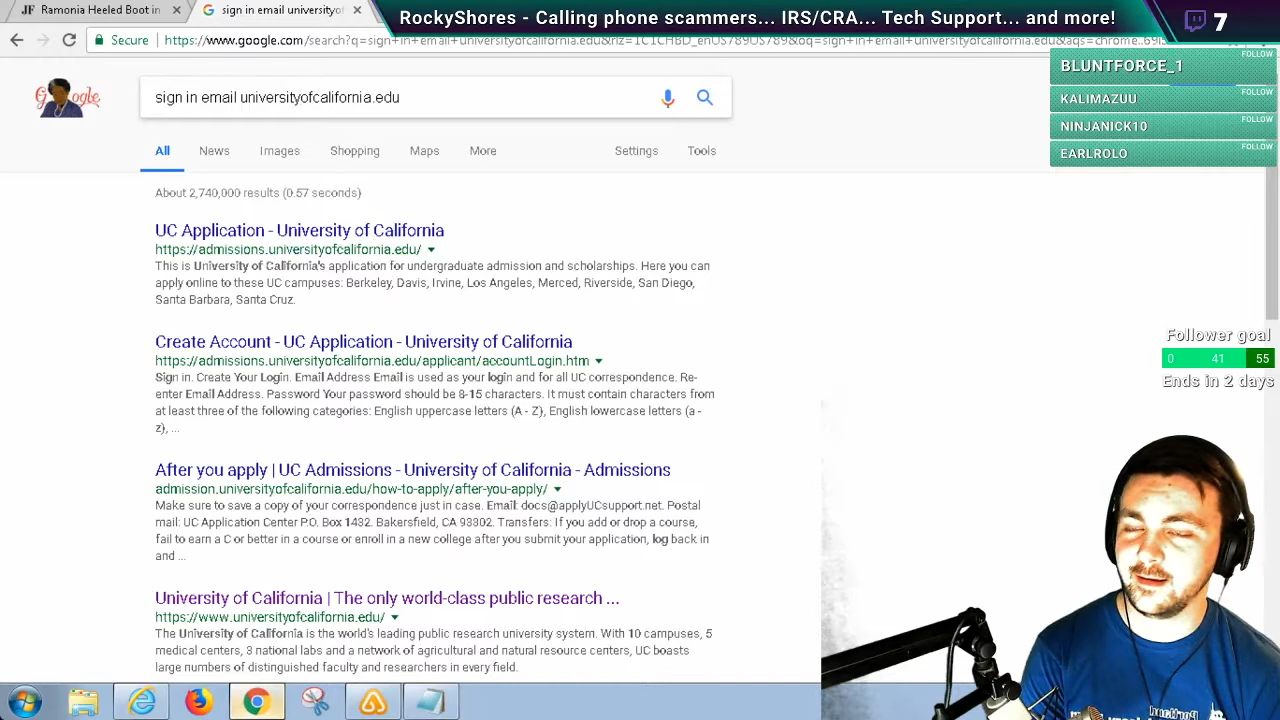 JF Ramonia Heeled Boot in
sign in email universityofcalifornia.edu
RockyShores - Calling phone scammers... IRS/CRA... Tech Support... and more!
7
Secure
sign in email universityofcalifornia.edu
BLUNTFORCE_1
FOLLOW
KALIMAZUU
FOLLOW
NINJANICK10
FOLLOW
EARLROLO
FOLLOW
All
News
Images
Shopping
Maps
More
Settings
Tools
About 2,740,000 results (0.57 seconds)
UC Application - University of California
https://admissions.universityofcalifornia.edu/
This is University of California's application for undergraduate admission and scholarships. Here you can
apply online to these UC campuses: Berkeley, Davis, Irvine, Los Angeles, Merced, Riverside, San Diego,
Santa Barbara, Santa Cruz.
Create Account - UC Application - University of California
https://admissions.universityofcalifornia.edu/applicant/accountLogin.htm
Sign in. Create Your Login. Email Address Email is used as your login and for all UC correspondence. Re-
enter Email Address. Password Your password should be 8-15 characters. It must contain characters from
at least three of the following categories: English uppercase letters (A - Z), English lowercase letters (a -
z), ...
After you apply | UC Admissions - University of California - Admissions
admission.universityofcalifornia.edu/how-to-apply/after-you-apply/
Make sure to save a copy of your correspondence just in case. Email: docs@applyUCsupport.net. Postal
mail: UC Application Center P.O. Box 1432. Bakersfield, CA 93302. Transfers: If you add or drop a course,
fail to earn a C or better in a course or enroll in a new college after you submit your application, log back in
and ...
University of California | The only world-class public research ...
https://www.universityofcalifornia.edu/
The University of California is the world's leading public research university system. With 10 campuses, 5
medical centers, 3 national labs and a network of agricultural and natural resource centers, UC boasts
large numbers of distinguished faculty and researchers in every field.
Follower goal
0 41 55
Ends in 2 days